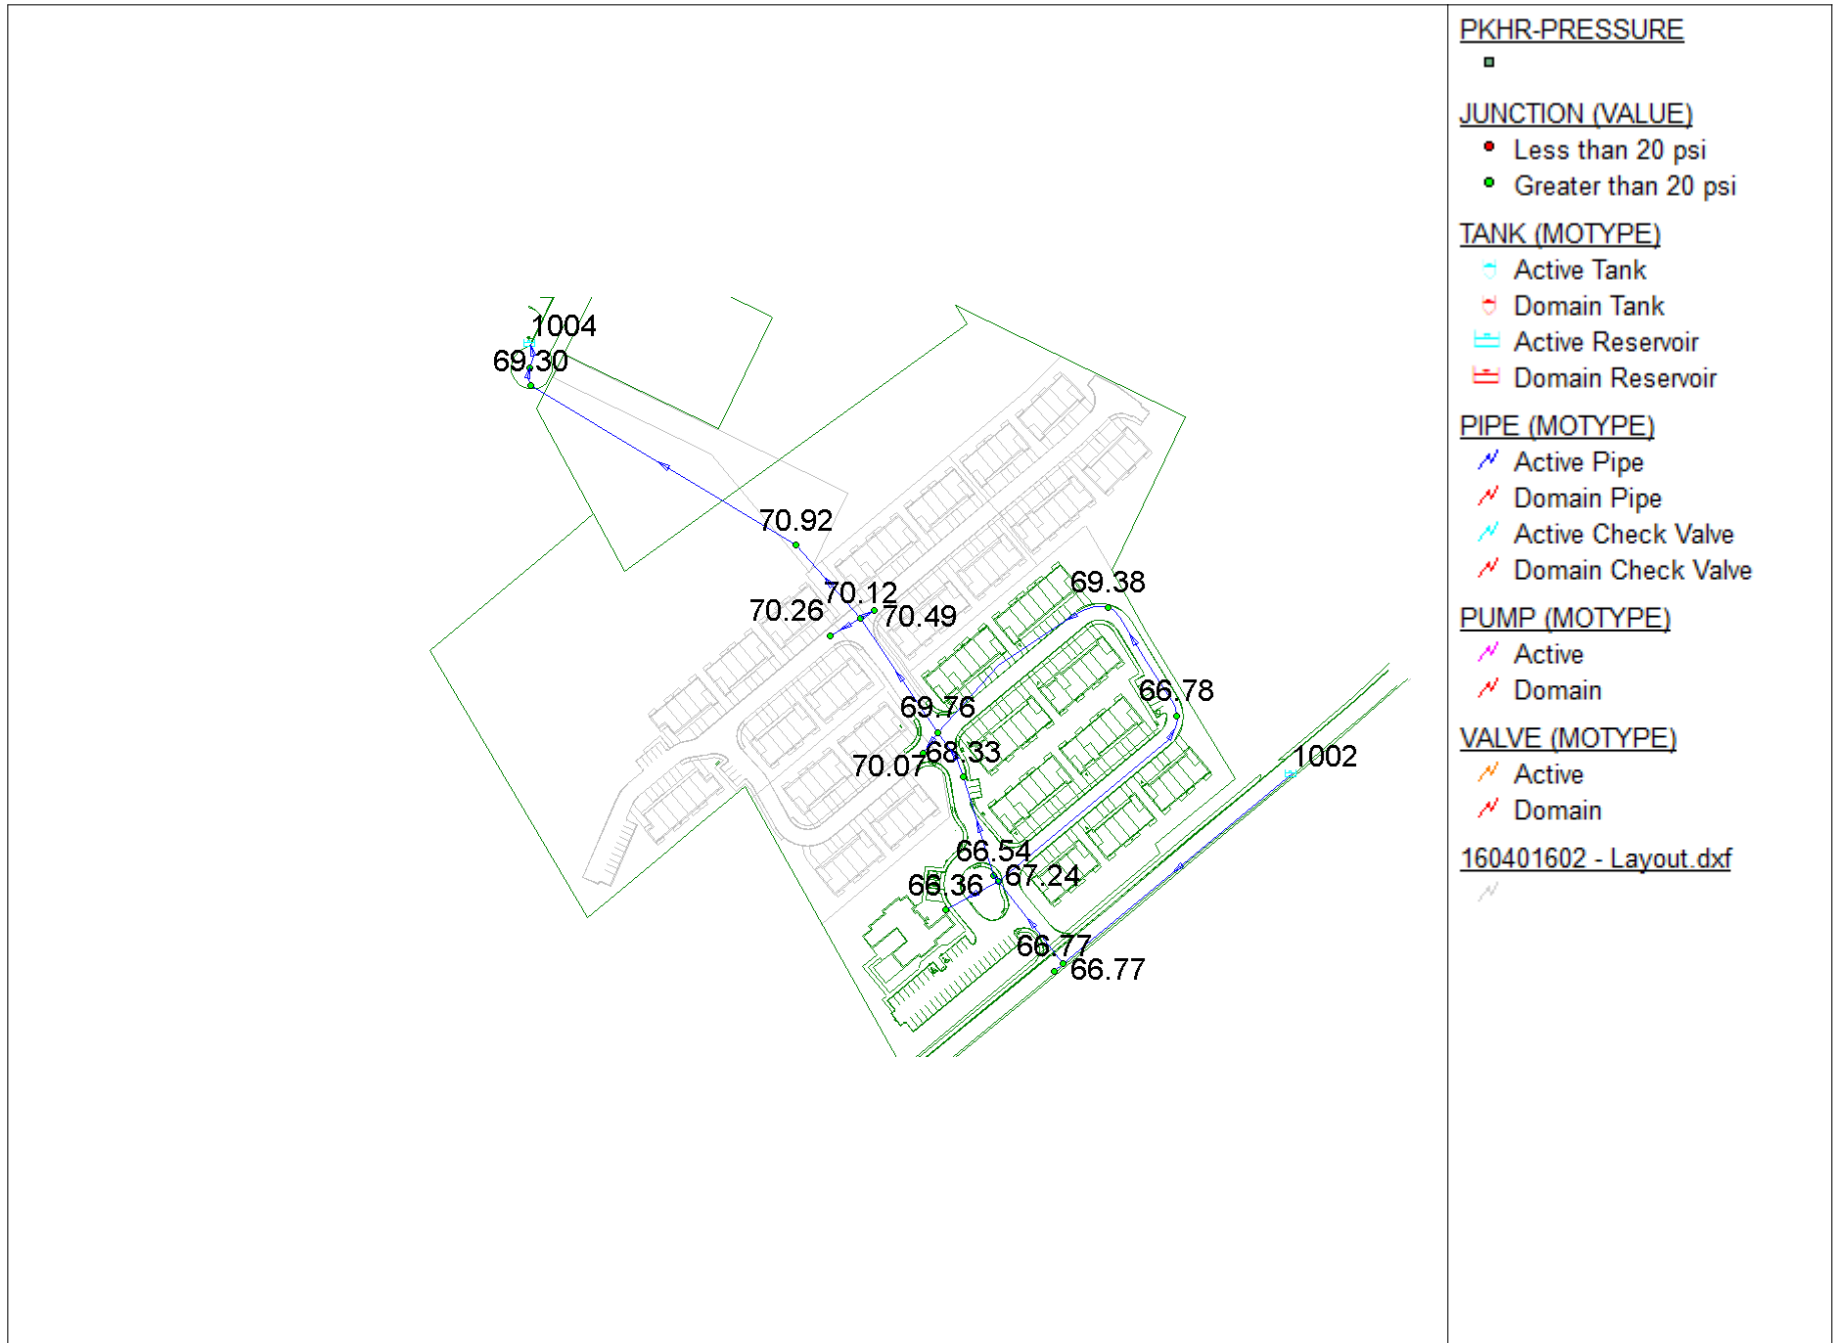 PKHR-PRESSURE
JUNCTION (VALUE)
Less than 20 psi
Greater than 20 psi
TANK (MOTYPE)
Active Tank
Domain Tank
Active Reservoir
Domain Reservoir
PIPE (MOTYPE)
Active Pipe
Domain Pipe
Active Check Valve
Domain Check Valve
PUMP (MOTYPE)
Active
Domain
VALVE (MOTYPE)
Active
Domain
160401602 - Layout.dxf
1004
69.30
70.92
70.12
70.26
70.49
69.38
66.78
69.76
68.33
70.07
1002
66.54
67.24
66.36
66.77
66.77